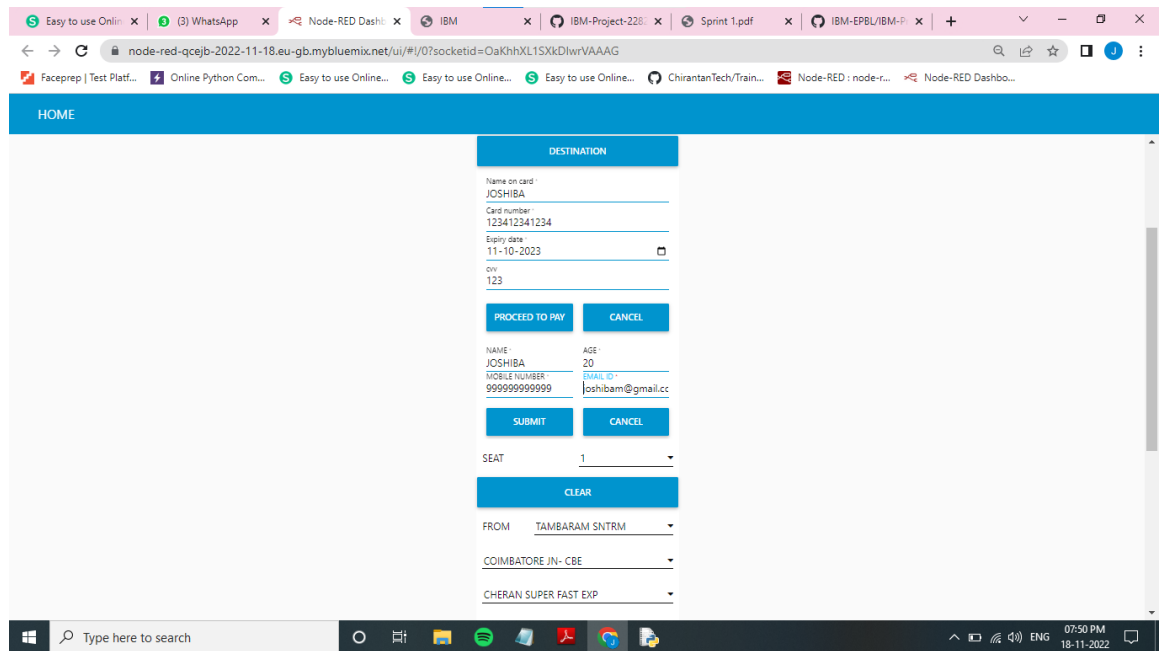 Easy to use Onlin
(3) WhatsApp
Node-RED Dashb
IBM
IBM-Project-2282
Sprint 1.pdf
IBM-EPBL/IBM-P
node-red-qcejb-2022-11-18.eu-gb.mybluemix.net/ui/#!/0?socketid=OaKhhXL1SXkDIwrVAAAG
Faceprep | Test Platf...
Online Python Com...
Easy to use Online...
Easy to use Online...
Easy to use Online...
ChirantanTech/Train...
Node-RED : node-r...
Node-RED Dashbo...
HOME
DESTINATION
Name on card *
JOSHIBA
Card number *
123412341234
Expiry date *
11-10-2023
cvv
123
PROCEED TO PAY CANCEL
NAME * AGE *
JOSHIBA 20
MOBILE NUMBER * EMAIL ID *
999999999999 joshibam@gmail.cc
SUBMIT CANCEL
SEAT 1
CLEAR
FROM TAMBARAM SNTRM
COIMBATORE JN- CBE
CHERAN SUPER FAST EXP
Type here to search
ENG
07:50 PM
18-11-2022